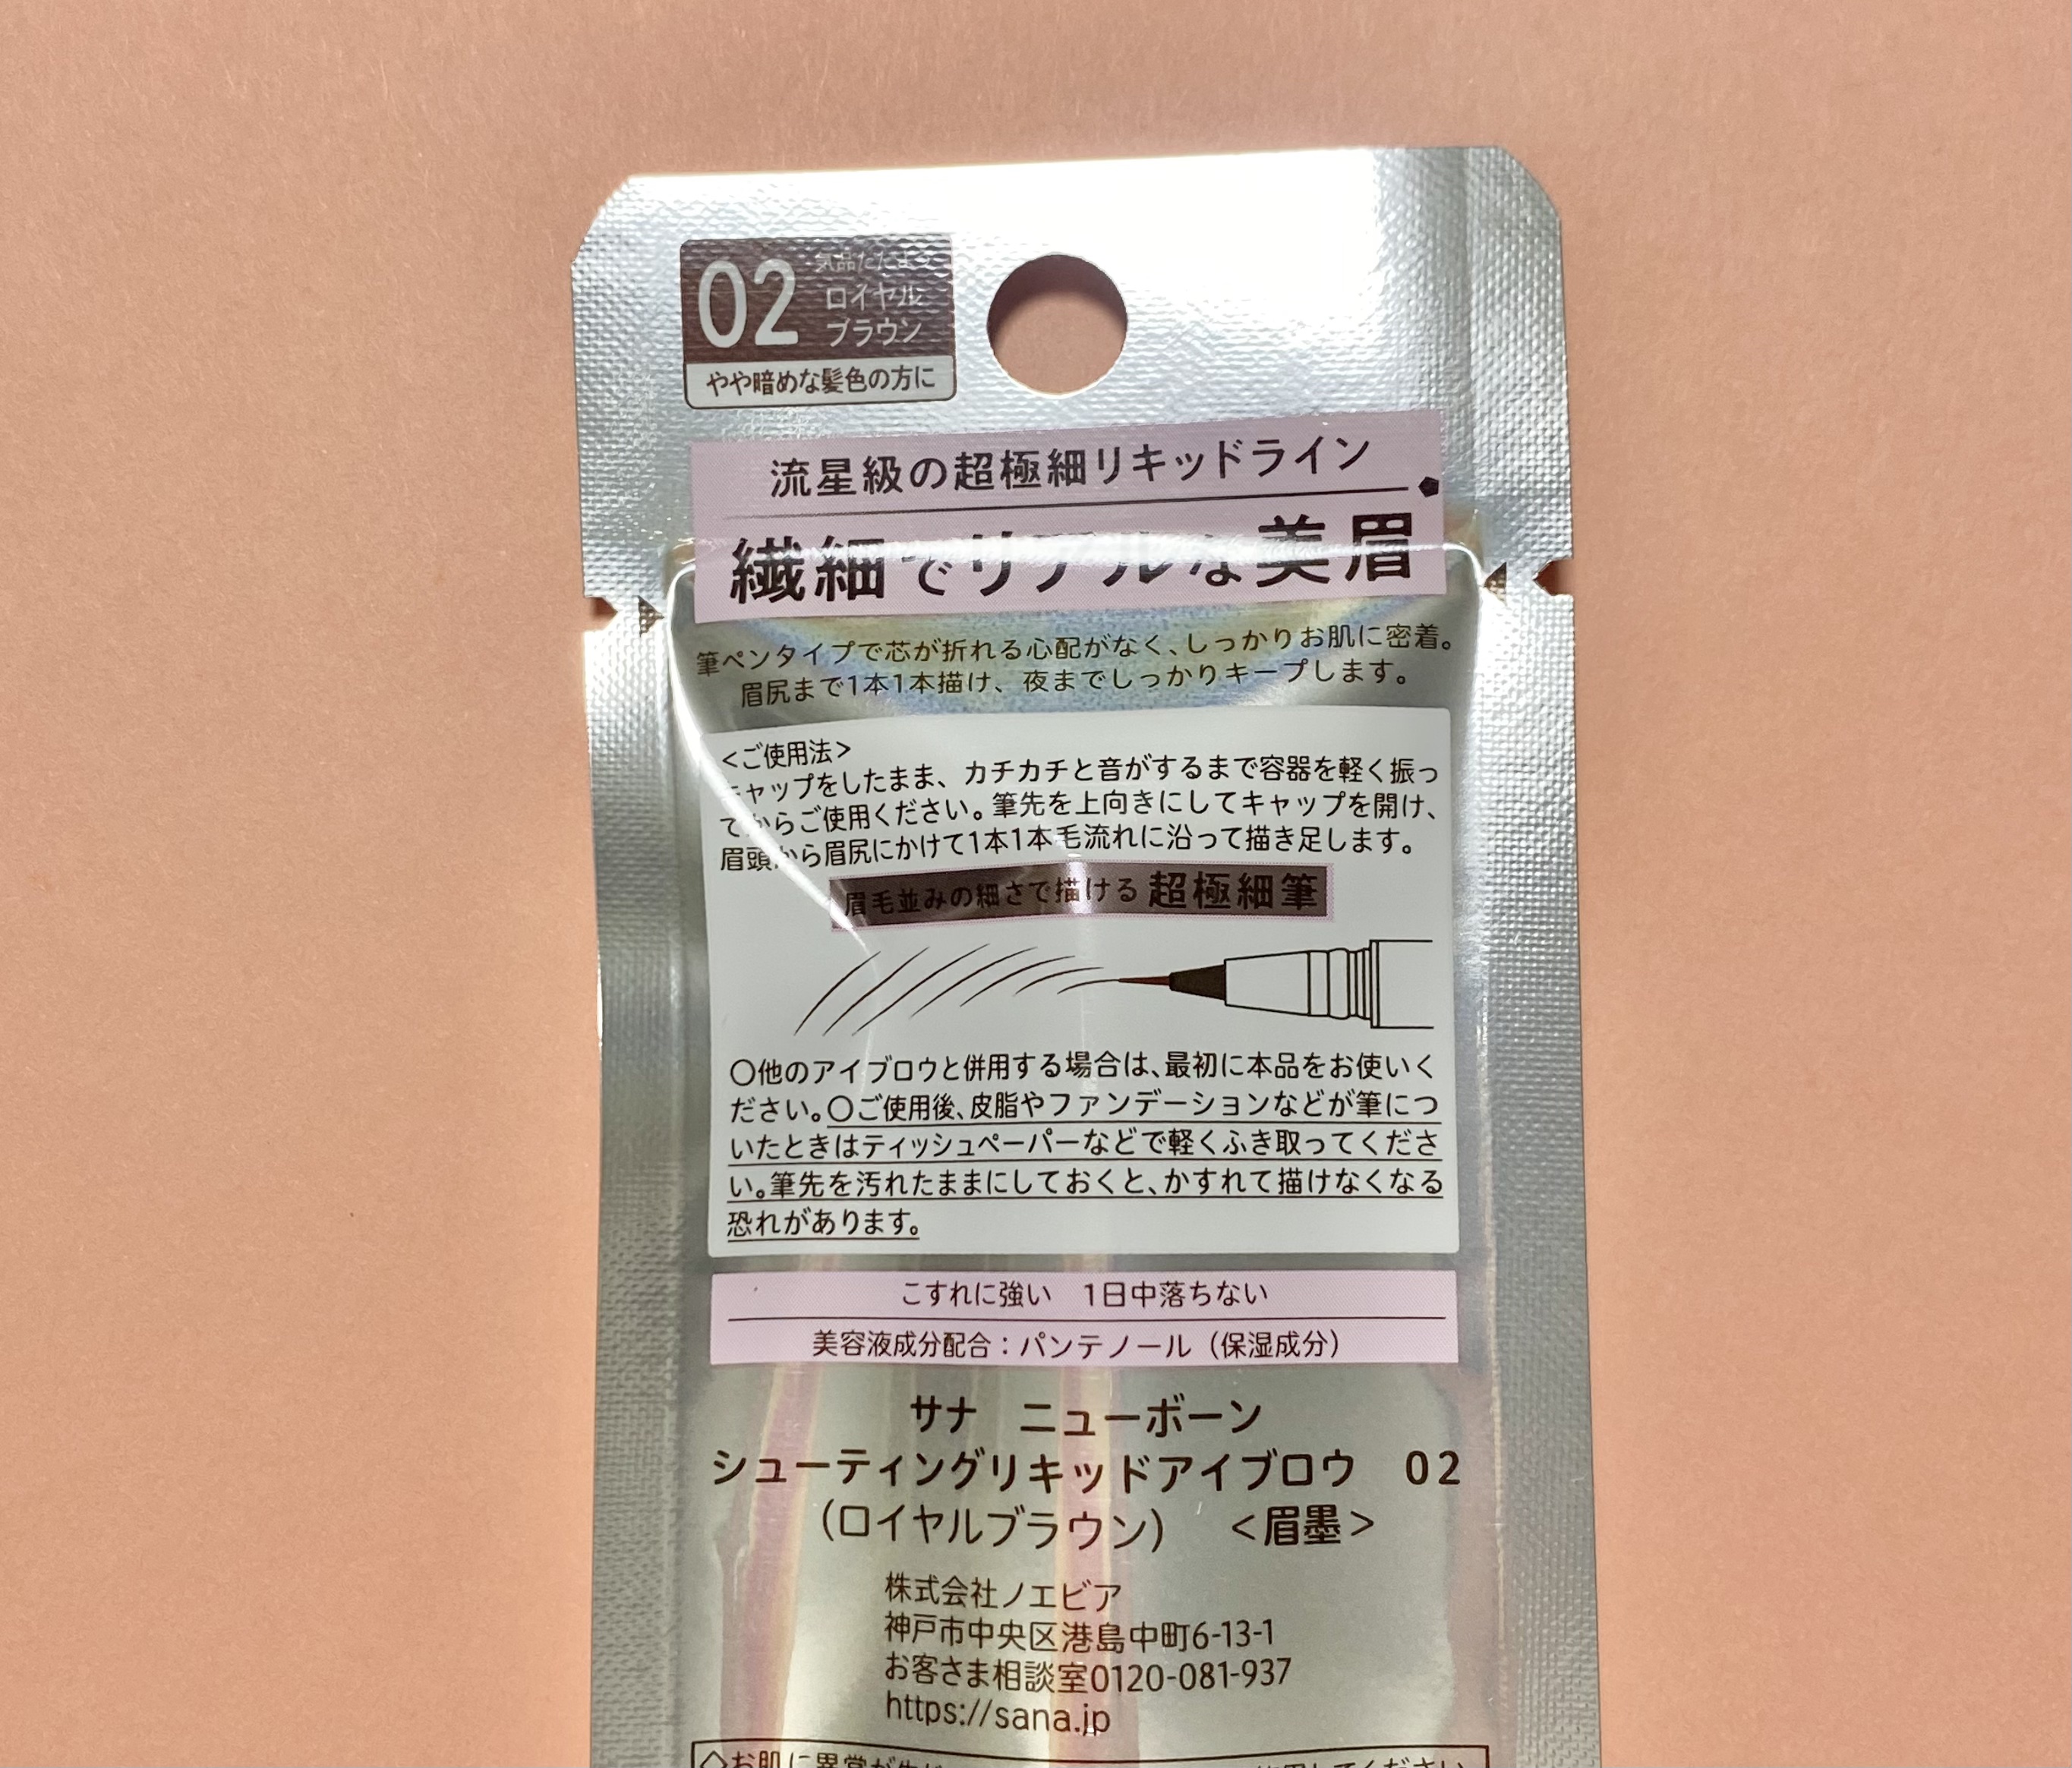 02
気品ただよう
ロイヤル
ブラウン
やや暗めな髪色の方に
流星級の超極細リキッドライン
繊細でリアルな美眉
筆ペンタイプで芯が折れる心配がなく、しっかりお肌に密着。
眉尻まで1本1本描け、夜までしっかりキープします。
＜ご使用法＞
キャップをしたまま、カチカチと音がするまで容器を軽く振っ
てからご使用ください。筆先を上向きにしてキャップを開け、
眉頭から眉尻にかけて1本1本毛流れに沿って描き足します。
眉毛並みの細さで描ける 超極細筆
〇他のアイブロウと併用する場合は、最初に本品をお使いく
ださい。〇ご使用後、皮脂やファンデーションなどが筆につ
いたときはティッシュペーパーなどで軽くふき取ってくださ
い。筆先を汚れたままにしておくと、かすれて描けなくなる
恐れがあります。
こすれに強い　1日中落ちない
美容液成分配合：パンテノール（保湿成分）
サナ　ニューボーン
シューティングリキッドアイブロウ　02
（ロイヤルブラウン）　＜眉墨＞
株式会社ノエビア
神戸市中央区港島中町6-13-1
お客さま相談室0120-081-937
https://sana.jp
◇お肌に異常が